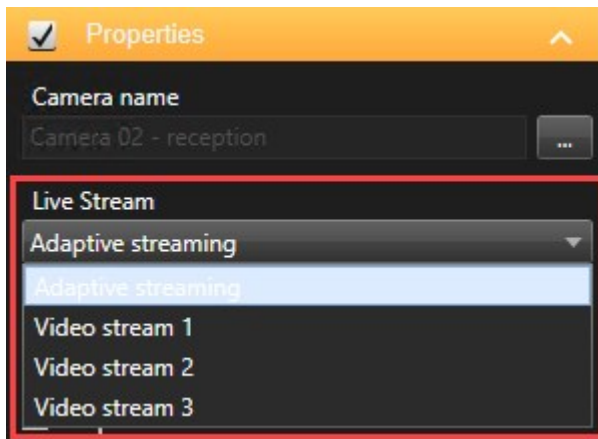 Properties
Camera name
Camera 02 - reception
...
Live Stream
Adaptive streaming
Adaptive streaming
Video stream 1
Video stream 2
Video stream 3